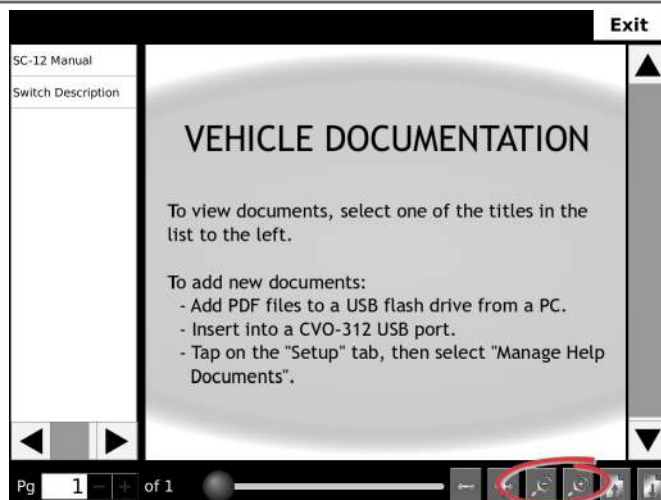 Exit
SC-12 Manual
Switch Description
VEHICLE DOCUMENTATION
To view documents, select one of the titles in the
list to the left.
To add new documents:
- Add PDF files to a USB flash drive from a PC.
- Insert into a CVO-312 USB port.
- Tap on the "Setup" tab, then select "Manage Help
Documents".
Pg 1 - + of 1